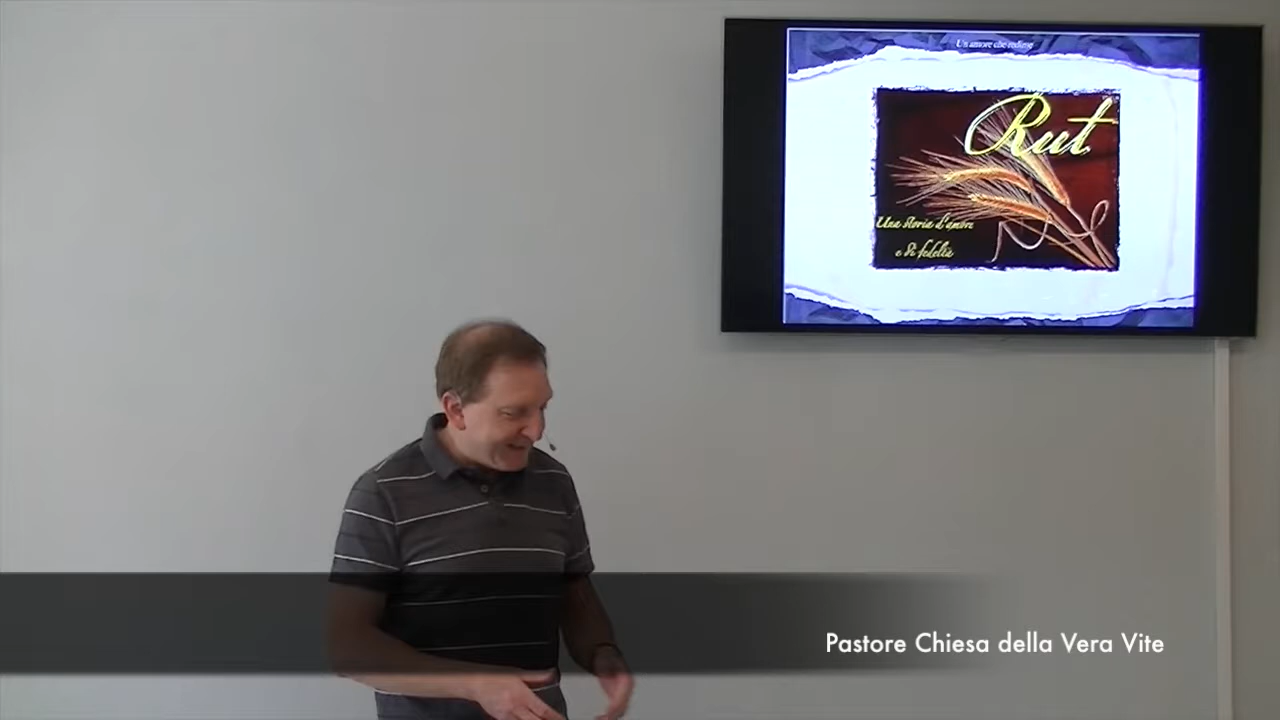 Un amore che redime
Rut
Una storia d'amore
e di fedeltà
Pastore Chiesa della Vera Vite